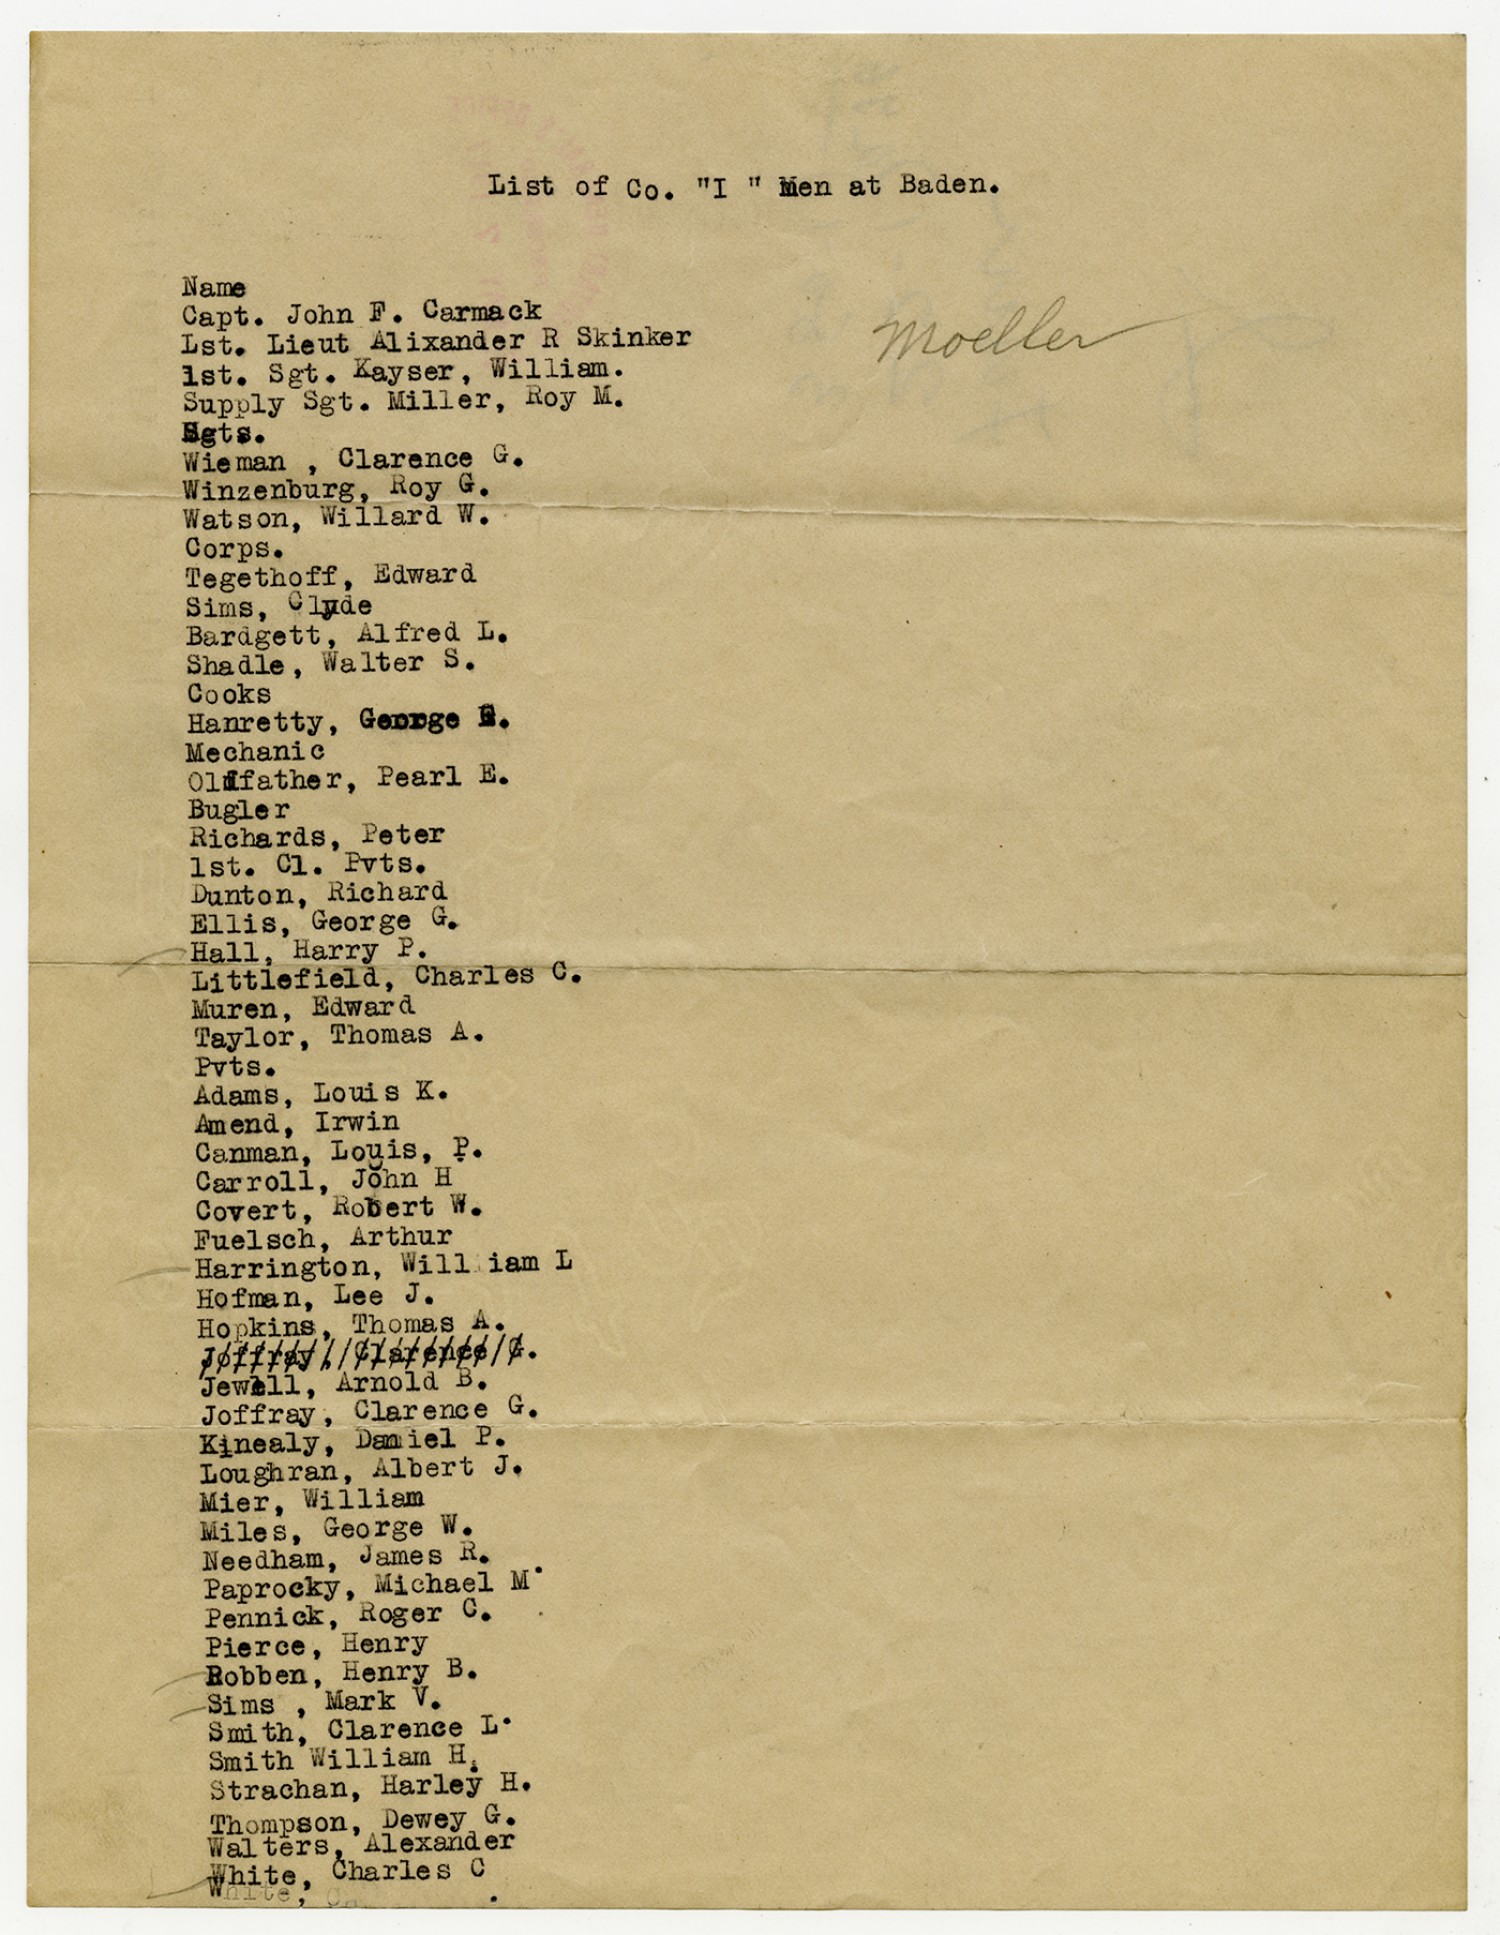 List of Co. "I " Men at Baden.
Name
Capt. John F. Carmack
Moeller
Lst. Lieut Alixander R Skinker
1st. Sgt. Kayser, William.
Supply Sgt. Miller, Roy M.
Sgts.
Wieman , Clarence G.
Winzenburg, Roy G.
Watson, Willard W.
Corps.
Tegethoff, Edward
Sims, Clyde
Bardgett, Alfred L.
Shadle, Walter S.
Cooks
Hanretty, George
Mechanic
Oldfather, Pearl E.
Bugler
Richards, Peter
1st. Cl. Pvts.
Dunton, Richard
Ellis, George G.
Hall, Harry P.
Littlefield, Charles C.
Muren, Edward
Taylor, Thomas A.
Pvts.
Adams, Louis K.
Amend, Irwin
Canman, Louis, P.
Carroll, John H
Covert, Robert W.
Fuelsch, Arthur
Harrington, Will iam L
Hofman, Lee J.
Hopkins, Thomas A.
Joffray, Clarence G.
Jewell, Arnold B.
Joffray, Clarence G.
Kinealy, Daniel P.
Loughran, Albert J.
Mier, William
Miles, George W.
Needham, James R.
Paprocky, Michael M.
Pennick, Roger C.
Pierce, Henry
Robben, Henry B.
Sims , Mark V.
Smith, Clarence L.
Smith William H.
Strachan, Harley H.
Thompson, Dewey G.
Walters, Alexander
White, Charles C
White,